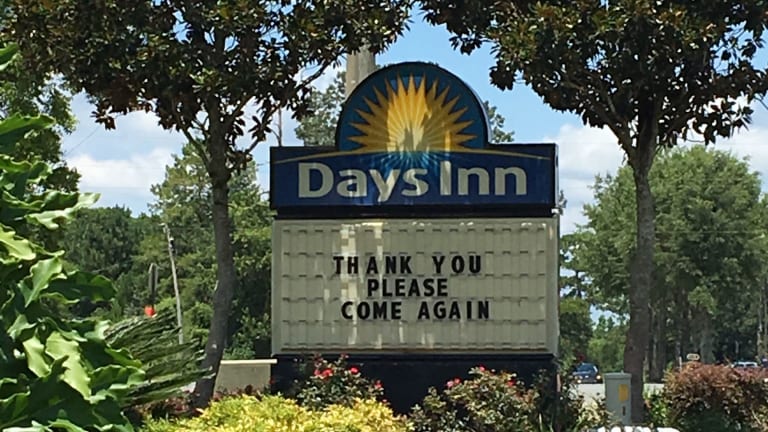 Days Inn
THANK YOU
PLEASE
COME AGAIN